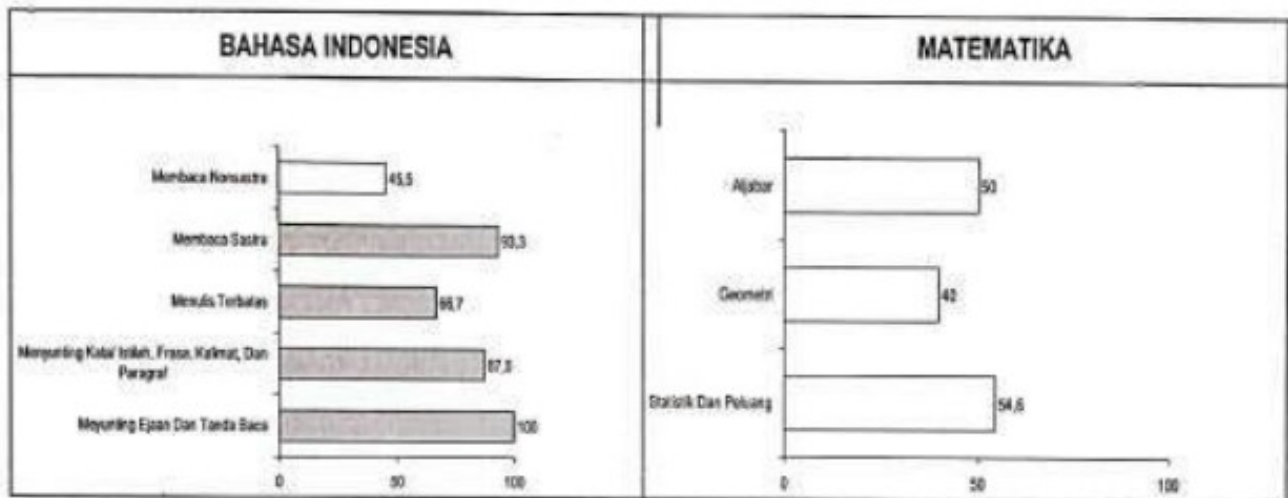 BAHASA INDONESIA
Membaca Nonsastra
45,5
Membaca Sastra
93,3
Menulis Terbatas
66,7
Menyunting Kata/ Istilah, Frase, Kalimat, Dan
Paragraf
87,5
Meyunting Ejaan Dan Tanda Baca
100
0 50 100
MATEMATIKA
Aljabar
50
Geometri
40
Statistik Dan Peluang
54,6
0 50 100